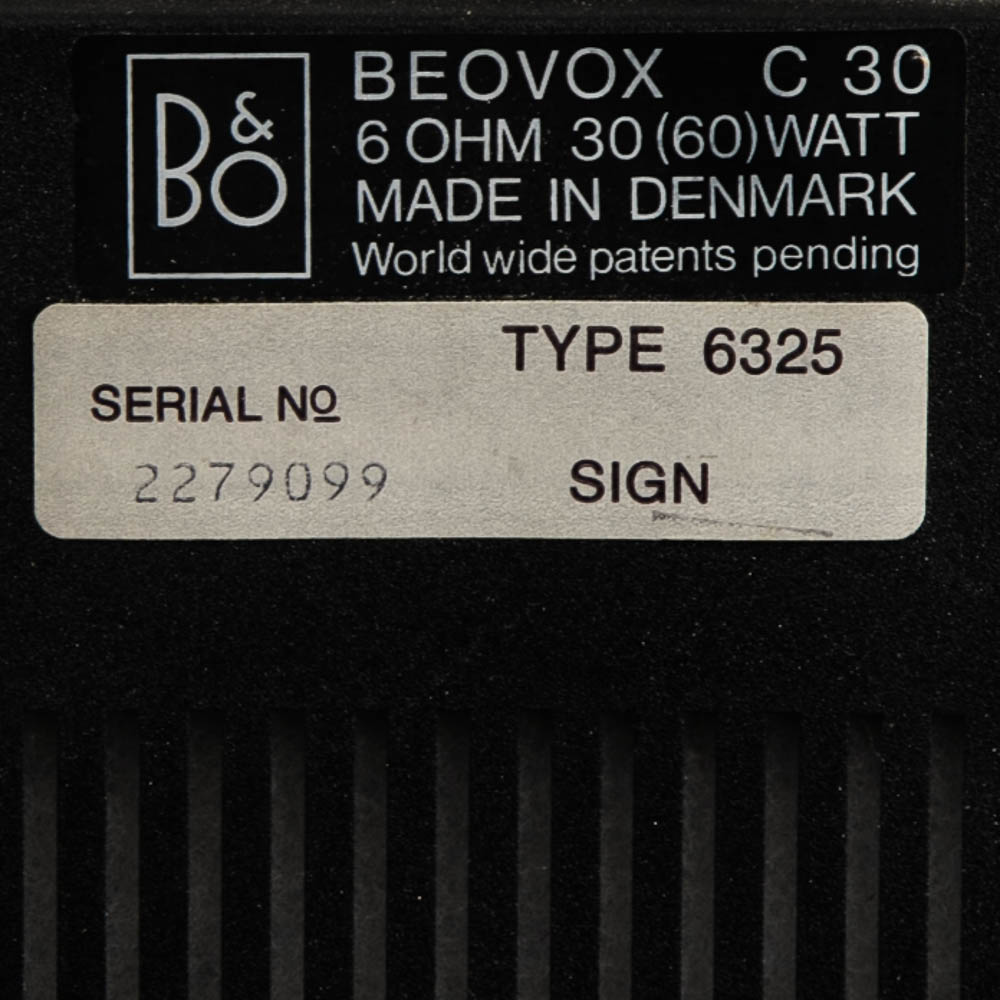 B&O
BEOVOX C 30
6 OHM 30 (60) WATT
MADE IN DENMARK
World wide patents pending
TYPE 6325
SERIAL Nº
2279099
SIGN